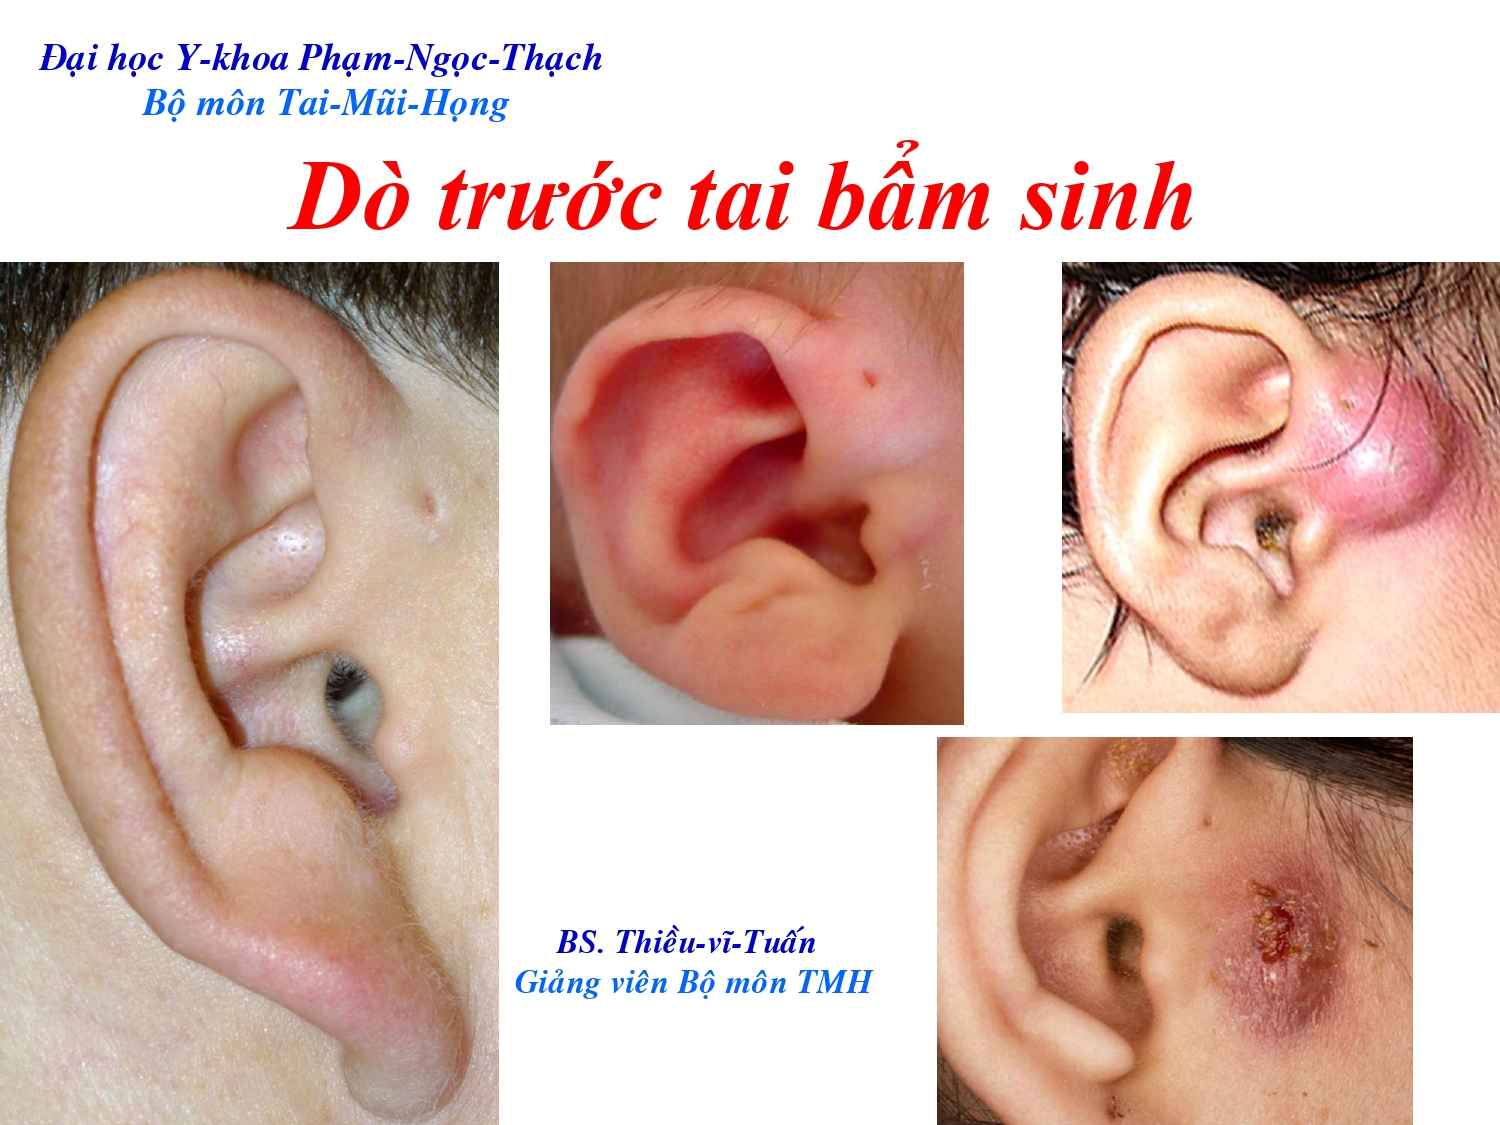 Đại học Y-khoa Phạm-Ngọc-Thạch
Bộ môn Tai-Mũi-Họng
Dò trước tai bẩm sinh
BS. Thiều-vĩ-Tuấn
Giảng viên Bộ môn TMH